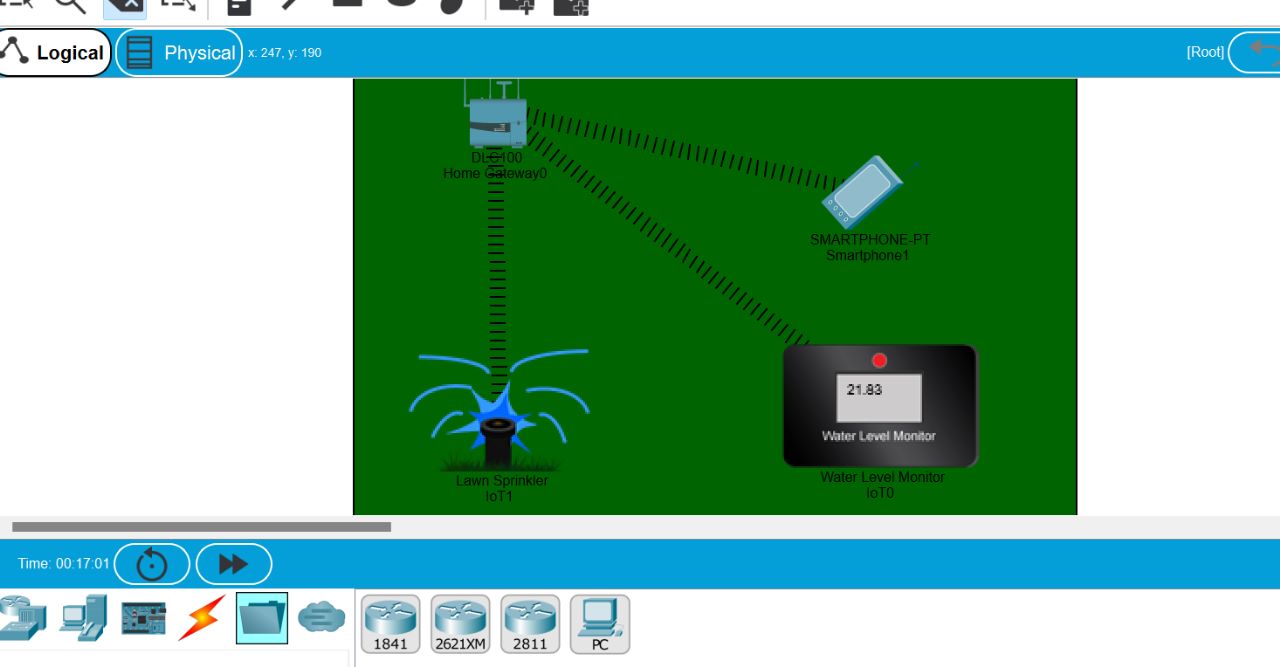 Logical
Physical
x: 247, y: 190
[Root]
DLC100
Home Gateway0
SMARTPHONE-PT
Smartphone1
21.83
Water Level Monitor
Lawn Sprinkler
IoT1
Water Level Monitor
IoT0
Time: 00:17:01
1841
2621XM
2811
PC